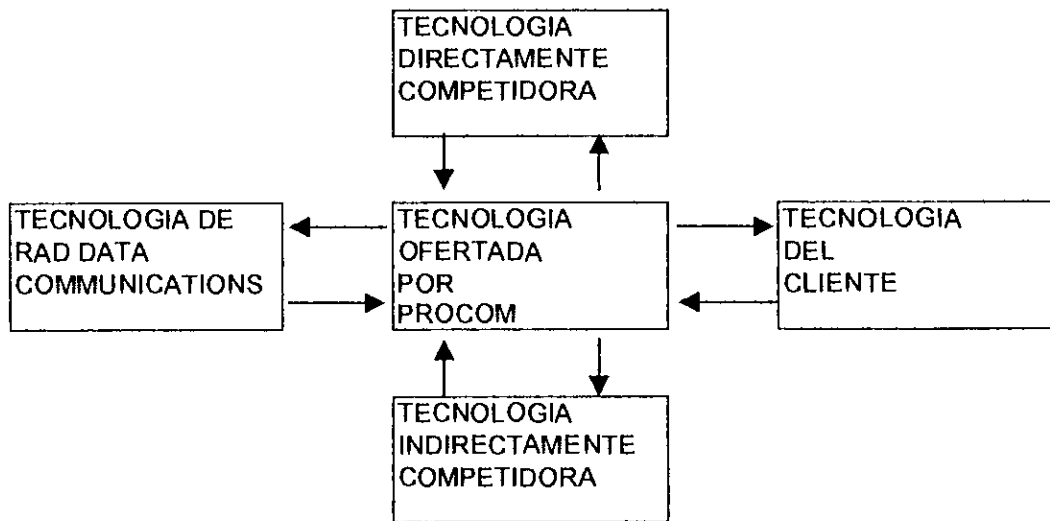 TECNOLOGIA
DIRECTAMENTE
COMPETIDORA
TECNOLOGIA DE
RAD DATA
COMMUNICATIONS
TECNOLOGIA
OFERTADA
POR
PROCOM
TECNOLOGIA
DEL
CLIENTE
TECNOLOGIA
INDIRECTAMENTE
COMPETIDORA